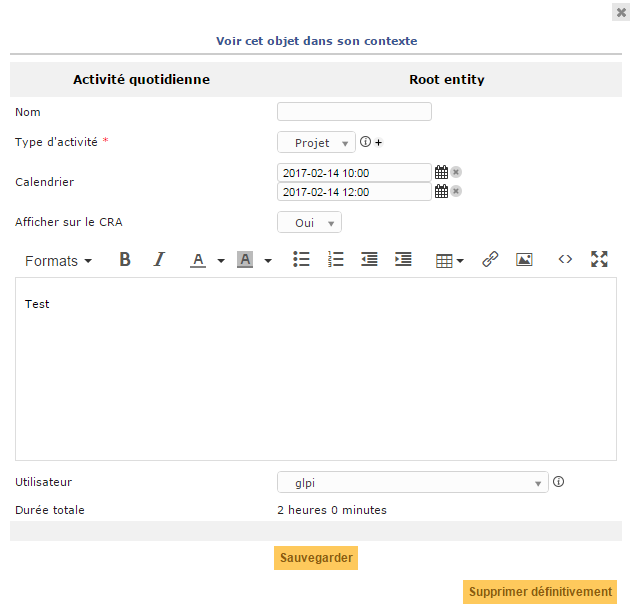 Voir cet objet dans son contexte
Activité quotidienne Root entity
Nom
Type d'activité * Projet
Calendrier
2017-02-14 10:00
2017-02-14 12:00
Afficher sur le CRA Oui
Formats B I A A
Test
Utilisateur glpi
Durée totale 2 heures 0 minutes
Sauvegarder
Supprimer définitivement